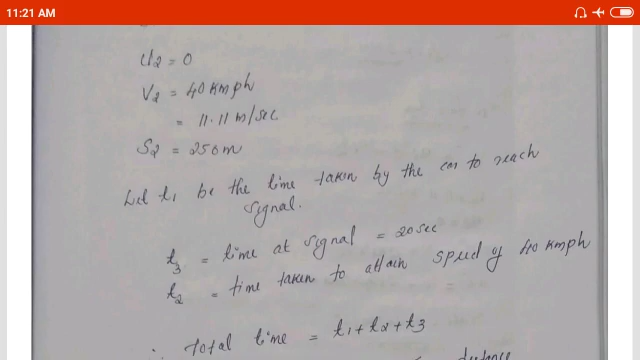 11:21 AM
U2 = 0
V2 = 40 kmph
= 11.11 m/sec
S2 = 256 m
Let t1 be the time taken by the car to reach
signal.
t3 = time at signal = 20 sec
t2 = time taken to attain speed of 40 kmph
Total time = t1 + t2 + t3
distance